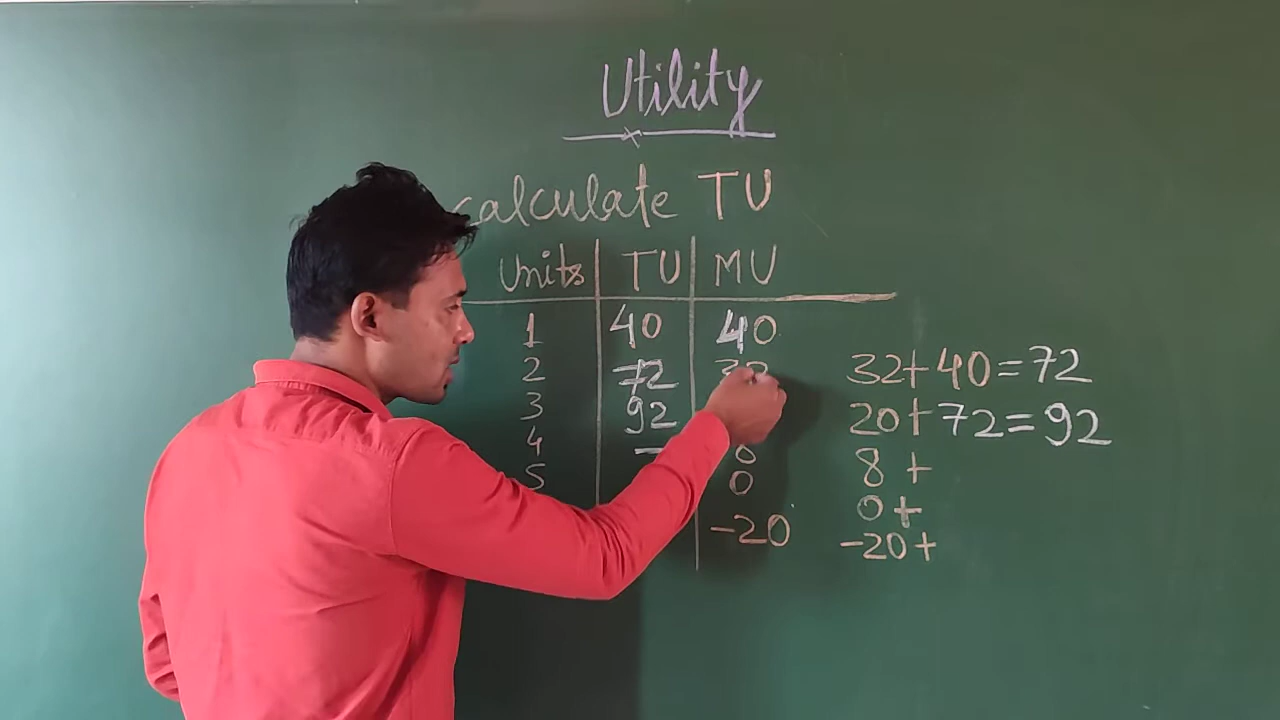 Utility
calculate TU
Units TU MU
1 40 40
2 72 32 32+40=72
3 92 20+72=92
4 8 +
5 0 0+
-20 -20+